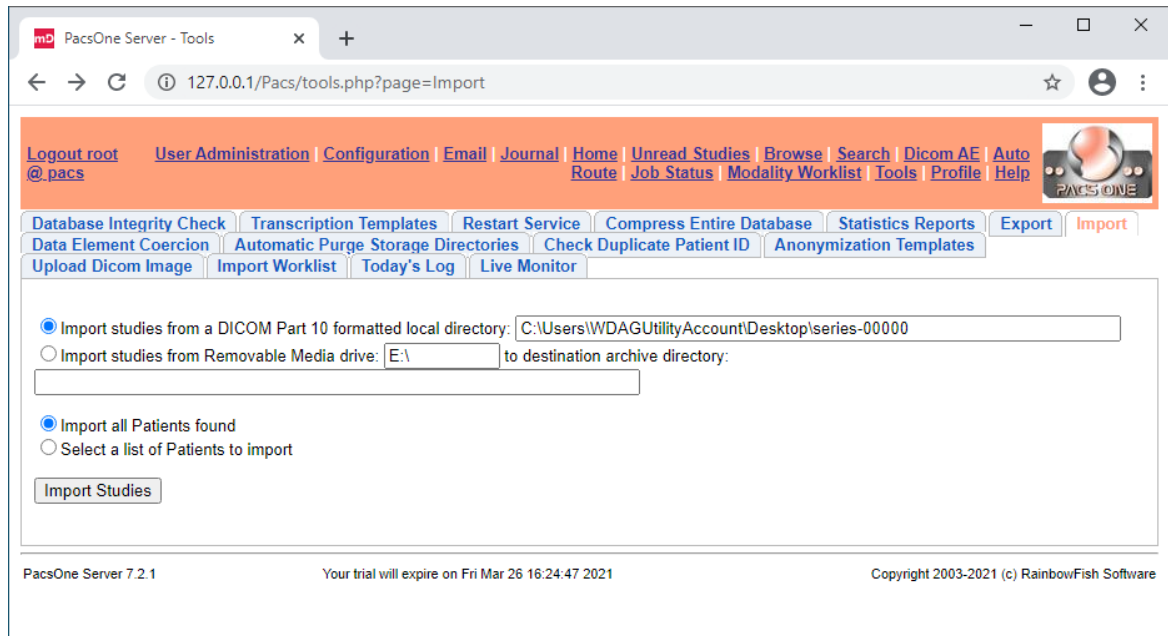 mD PacsOne Server - Tools
127.0.0.1/Pacs/tools.php?page=Import
Logout root User Administration | Configuration | Email | Journal | Home | Unread Studies | Browse | Search | Dicom AE | Auto
@ pacs Route | Job Status | Modality Worklist | Tools | Profile | Help
PACS ONE
Database Integrity Check Transcription Templates Restart Service Compress Entire Database Statistics Reports Export Import
Data Element Coercion Automatic Purge Storage Directories Check Duplicate Patient ID Anonymization Templates
Upload Dicom Image Import Worklist Today's Log Live Monitor
Import studies from a DICOM Part 10 formatted local directory: C:\Users\WDAGUtilityAccount\Desktop\series-00000
Import studies from Removable Media drive: E:\ to destination archive directory:
Import all Patients found
Select a list of Patients to import
Import Studies
PacsOne Server 7.2.1 Your trial will expire on Fri Mar 26 16:24:47 2021 Copyright 2003-2021 (c) RainbowFish Software